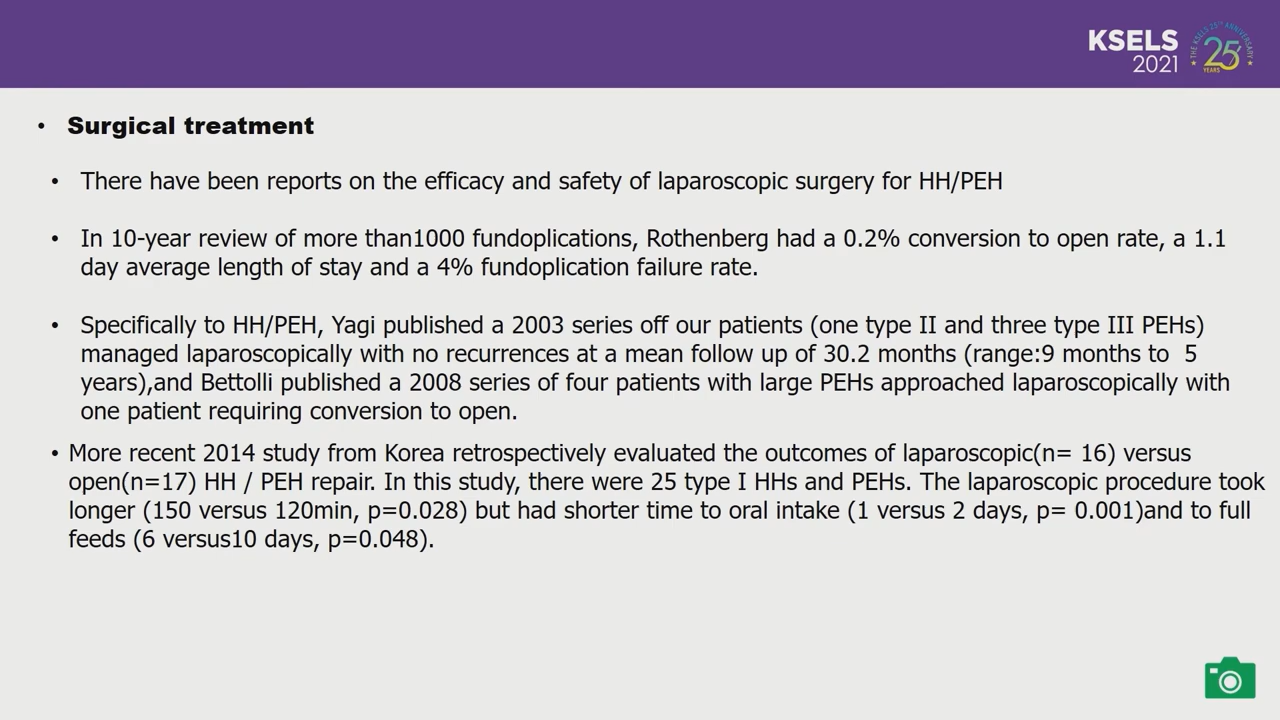 KSELS
2021
THE KSELS 25TH ANNIVERSARY
25
YEARS
• Surgical treatment
• There have been reports on the efficacy and safety of laparoscopic surgery for HH/PEH
• In 10-year review of more than1000 fundoplications, Rothenberg had a 0.2% conversion to open rate, a 1.1
day average length of stay and a 4% fundoplication failure rate.
• Specifically to HH/PEH, Yagi published a 2003 series off our patients (one type II and three type III PEHs)
managed laparoscopically with no recurrences at a mean follow up of 30.2 months (range:9 months to 5
years),and Bettolli published a 2008 series of four patients with large PEHs approached laparoscopically with
one patient requiring conversion to open.
• More recent 2014 study from Korea retrospectively evaluated the outcomes of laparoscopic(n= 16) versus
open(n=17) HH / PEH repair. In this study, there were 25 type I HHs and PEHs. The laparoscopic procedure took
longer (150 versus 120min, p=0.028) but had shorter time to oral intake (1 versus 2 days, p= 0.001)and to full
feeds (6 versus10 days, p=0.048).